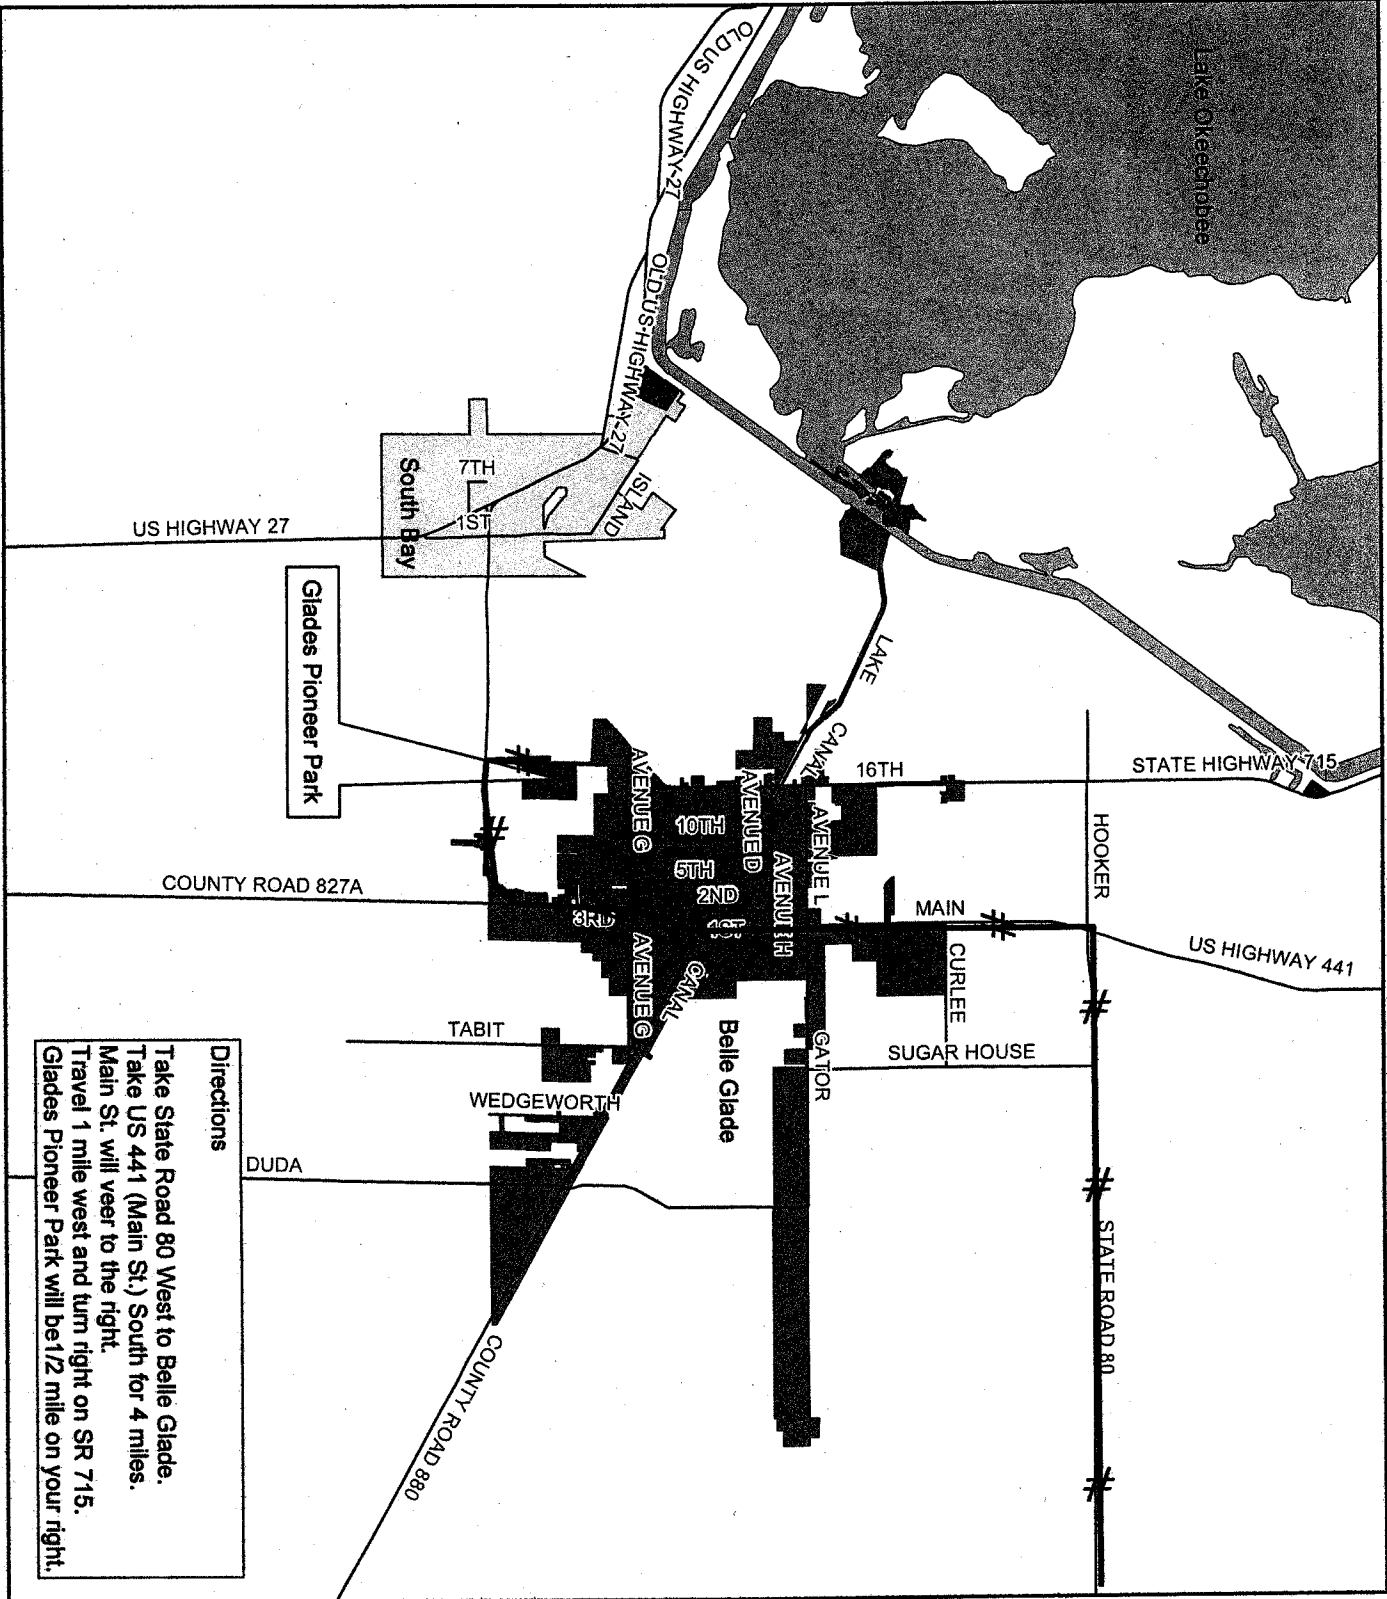 Lake Okeechobee
OLD US HIGHWAY 27
OLD US HIGHWAY 27
ISLAND
7TH
1ST
South Bay
US HIGHWAY 27
Glades Pioneer Park
LAKE
CANAL
16TH
STATE HIGHWAY 715
HOOKER
AVENUE G
AVENUE D
AVENUE L
AVENUE H
10TH
5TH
2ND
1ST
3RD
COUNTY ROAD 827A
MAIN
US HIGHWAY 441
CURLEE
AVENUE G
CANAL
TABIT
Belle Glade
GATOR
SUGAR HOUSE
WEDGEWORTH
DUDA
STATE ROAD 80
COUNTY ROAD 880
Directions
Take State Road 80 West to Belle Glade.
Take US 441 (Main St.) South for 4 miles.
Main St. will veer to the right.
Travel 1 mile west and turn right on SR 715.
Glades Pioneer Park will be1/2 mile on your right.